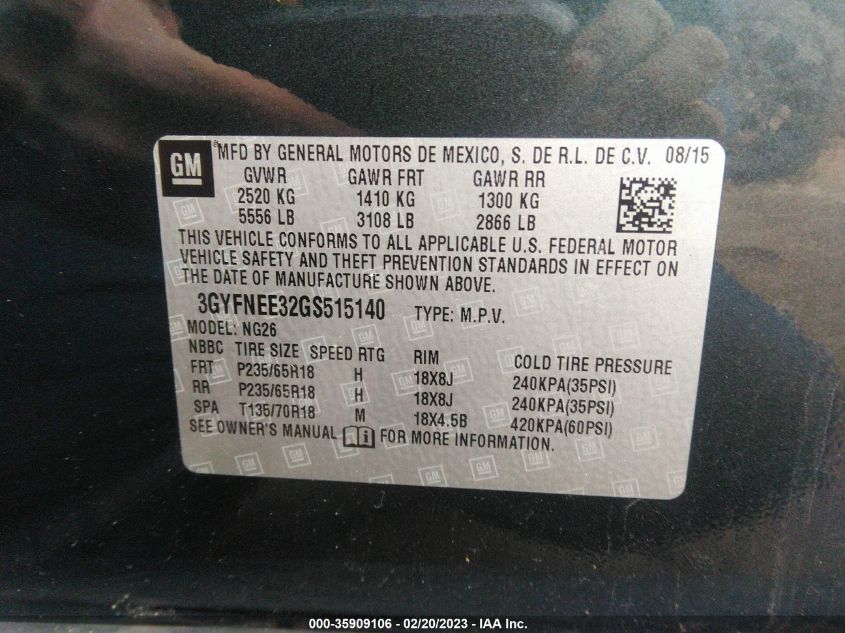 GM
® MFD BY GENERAL MOTORS DE MEXICO, S. DE R.L. DE C.V. 08/15
GVWR GAWR FRT GAWR RR
2520 KG 1410 KG 1300 KG
5556 LB 3108 LB 2866 LB
THIS VEHICLE CONFORMS TO ALL APPLICABLE U.S. FEDERAL MOTOR
VEHICLE SAFETY AND THEFT PREVENTION STANDARDS IN EFFECT ON
THE DATE OF MANUFACTURE SHOWN ABOVE.
3GYFNEE32GS515140 TYPE: M.P.V.
MODEL: NG26
NBBC TIRE SIZE SPEED RTG RIM COLD TIRE PRESSURE
FRT P235/65R18 H 18X8J 240KPA(35PSI)
RR P235/65R18 H 18X8J 240KPA(35PSI)
SPA T135/70R18 M 18X4.5B 420KPA(60PSI)
SEE OWNER'S MANUAL FOR MORE INFORMATION.
000-35909106 - 02/20/2023 - IAA Inc.